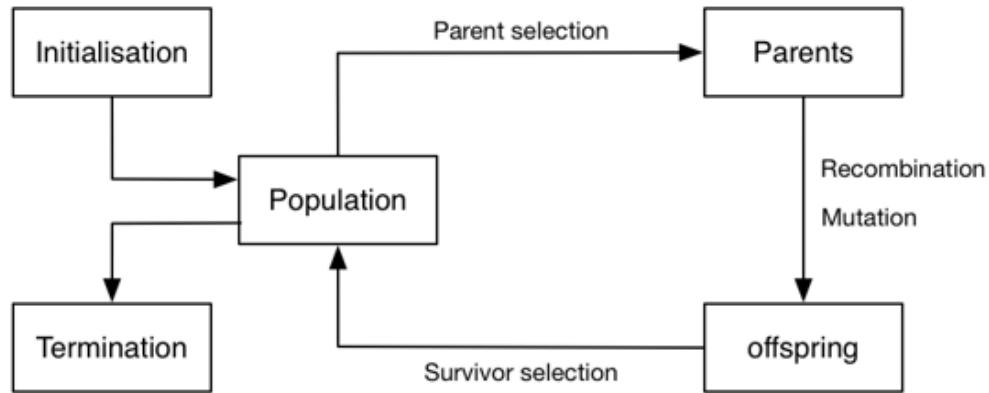 Initialisation
Parent selection
Parents
Population
Recombination
Mutation
Termination
Survivor selection
offspring